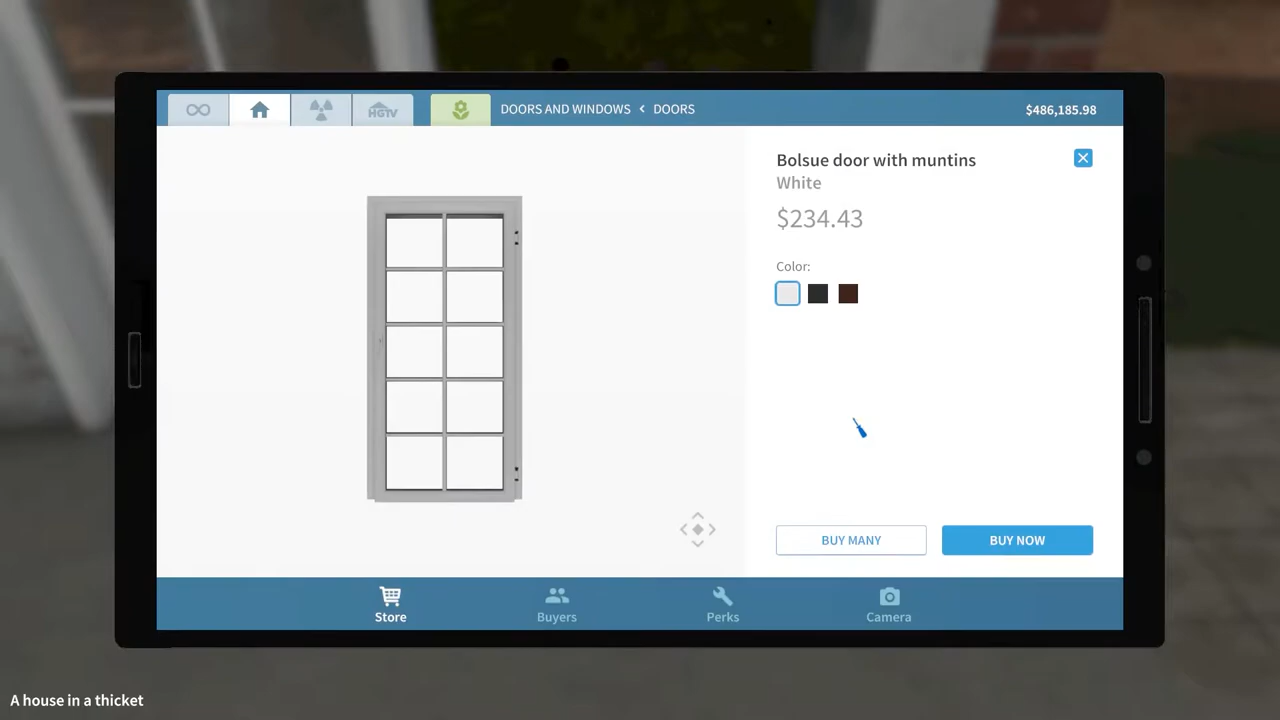 HGTV
DOORS AND WINDOWS < DOORS
$486,185.98
Bolsue door with muntins
White
$234.43
Color:
BUY MANY
BUY NOW
Store
Buyers
Perks
Camera
A house in a thicket